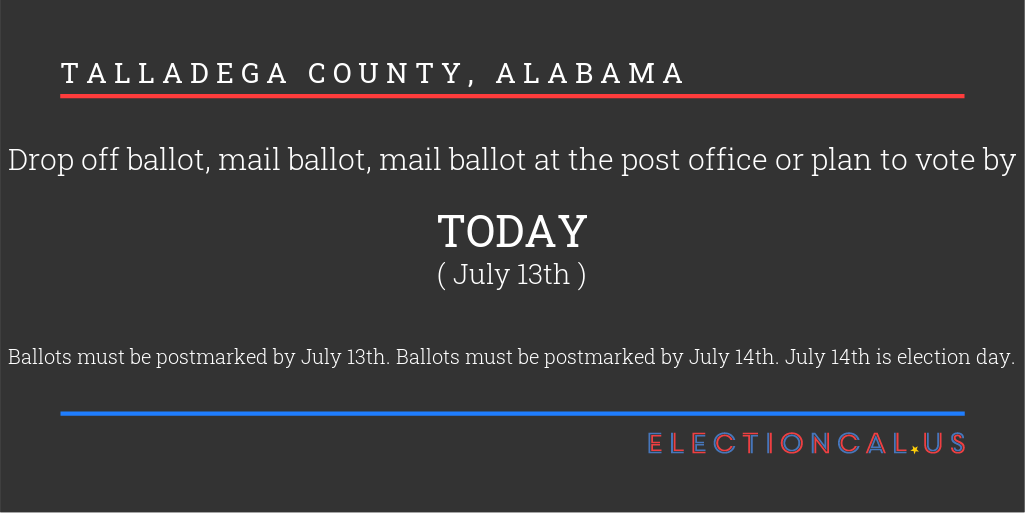 TALLADEGA COUNTY, ALABAMA
Drop off ballot, mail ballot, mail ballot at the post office or plan to vote by
TODAY
( July 13th )
Ballots must be postmarked by July 13th. Ballots must be postmarked by July 14th. July 14th is election day.
ELECTIONCAL.US